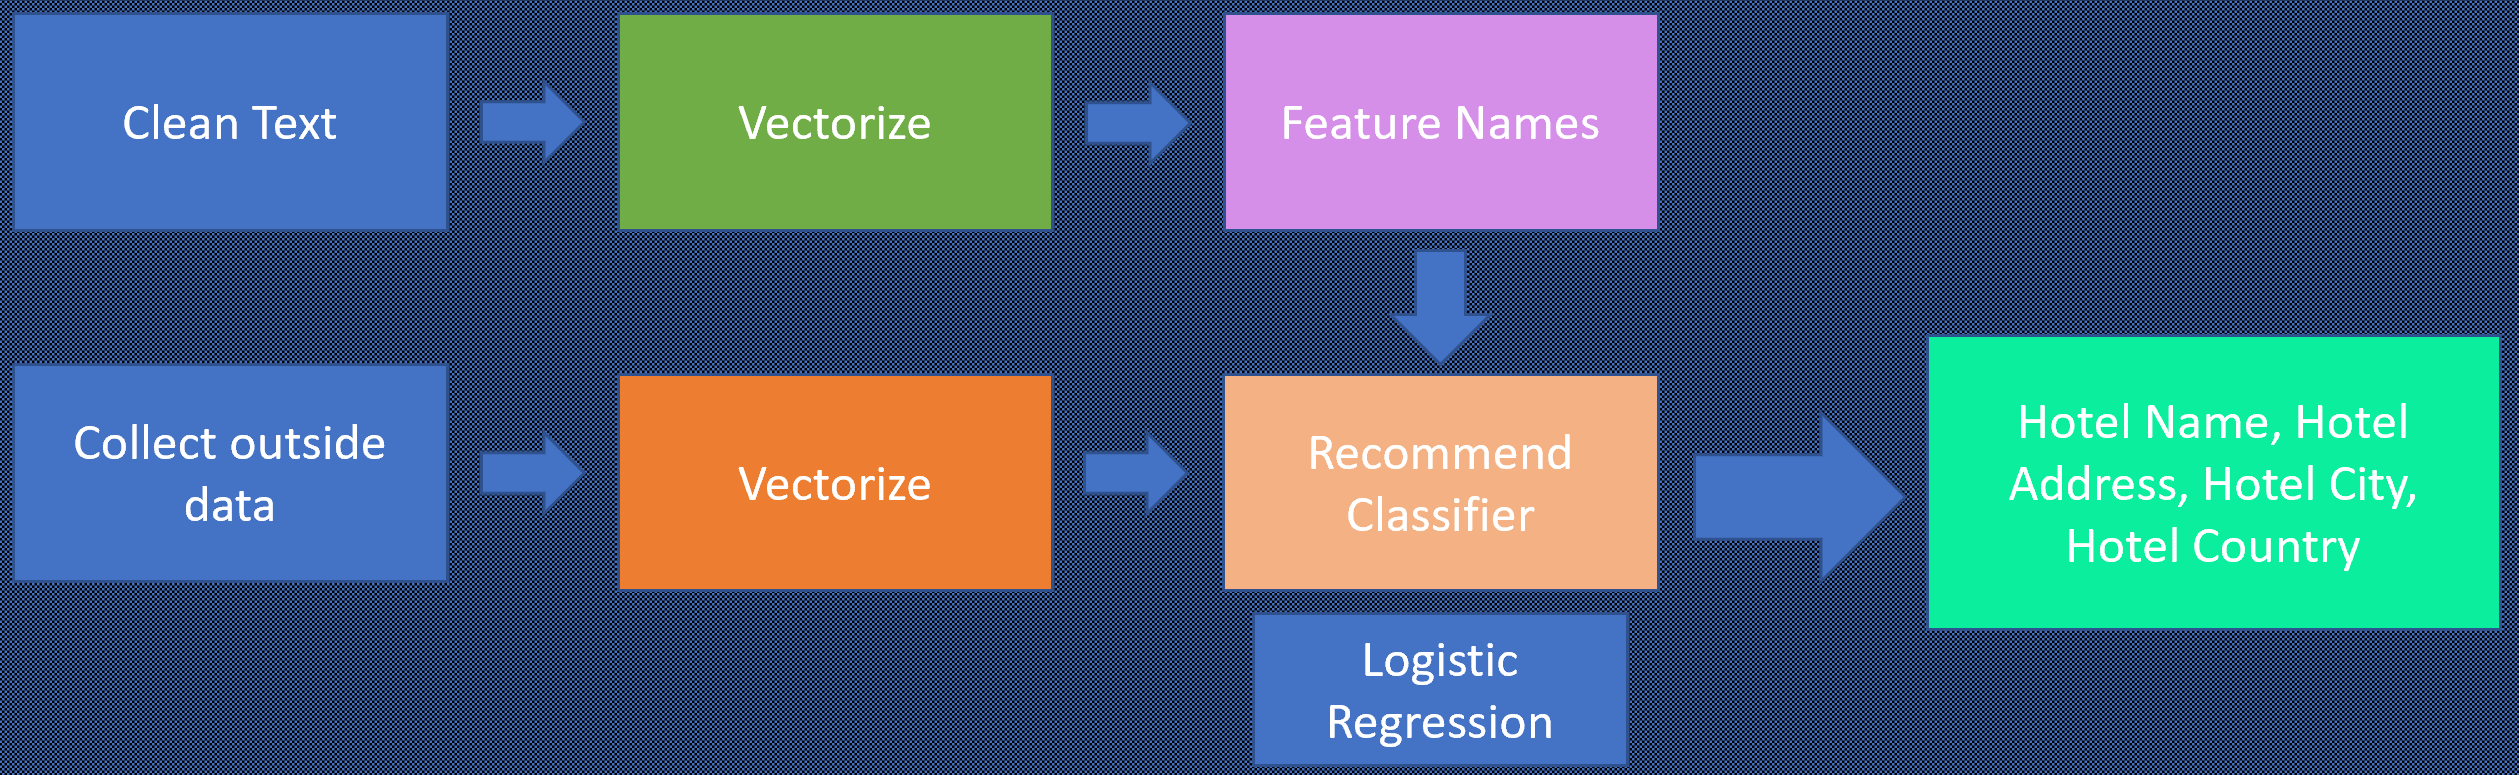 Clean Text
Vectorize
Feature Names
Collect outside
data
Vectorize
Recommend
Classifier
Hotel Name, Hotel
Address, Hotel City,
Hotel Country
Logistic
Regression